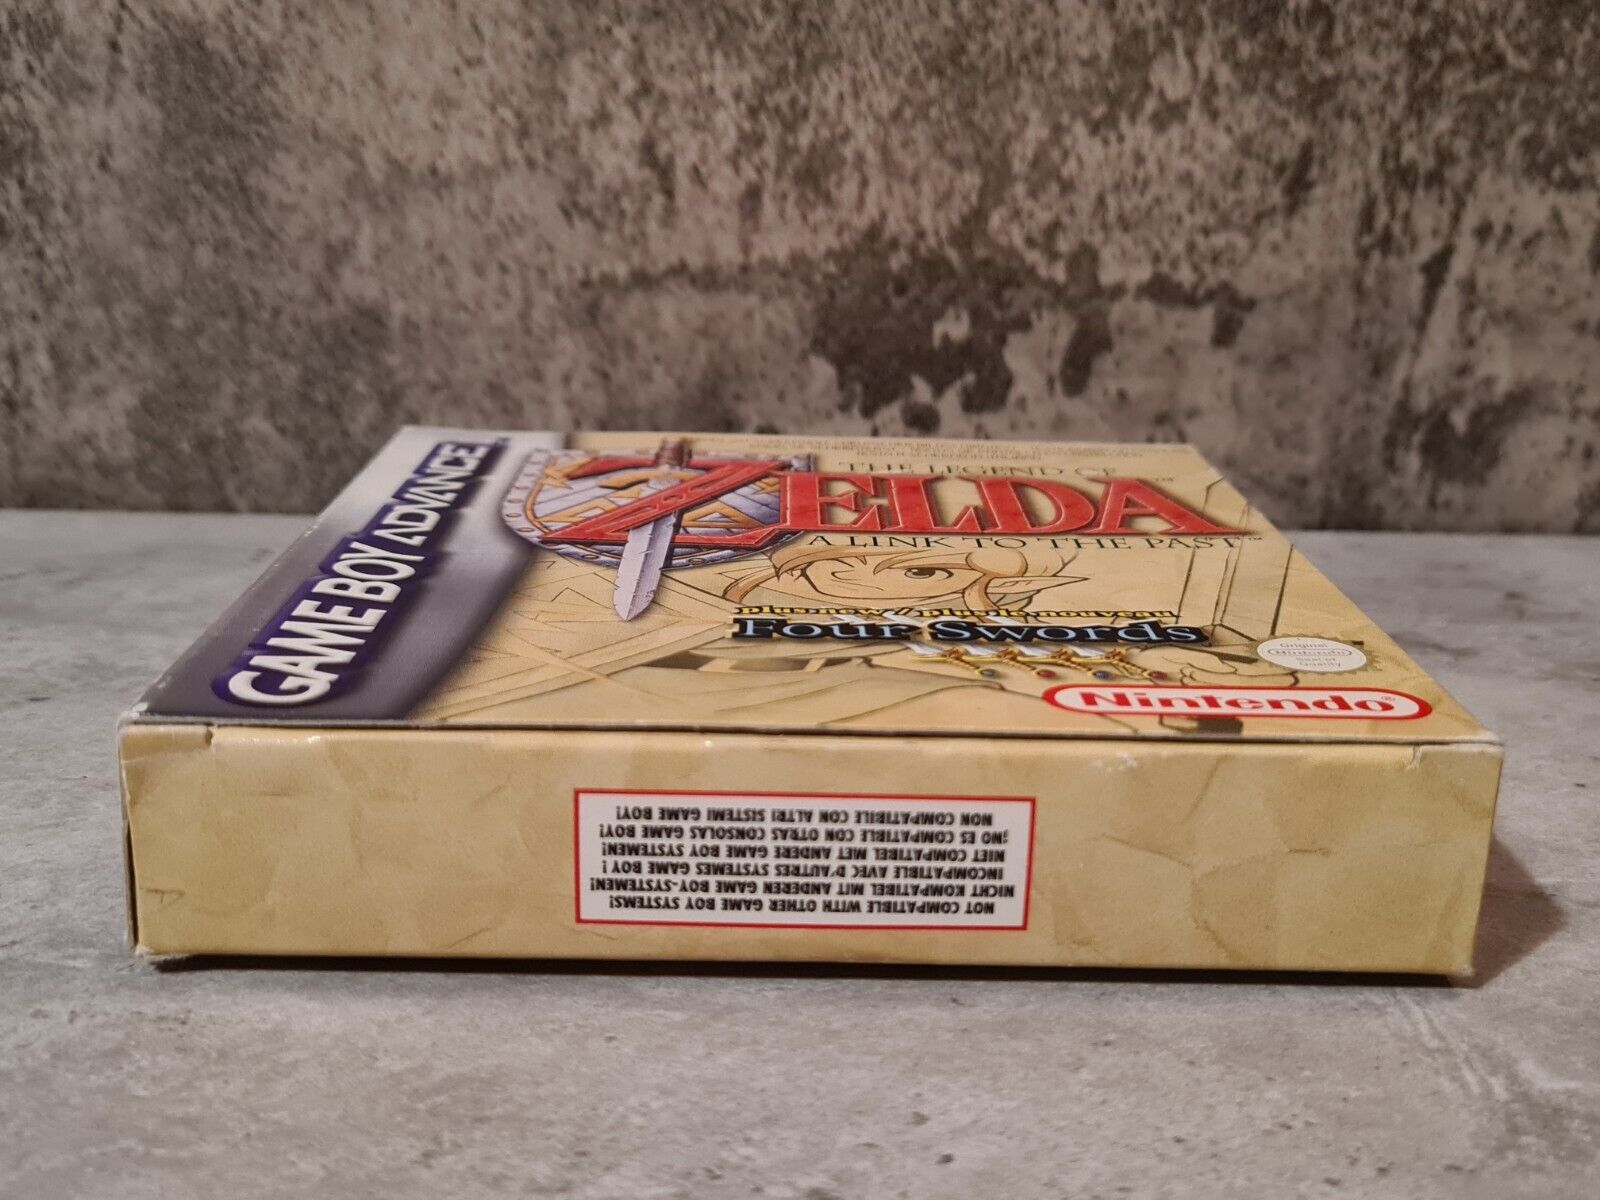 GAME BOY ADVANCE
THE LEGEND OF
ZELDA™
A LINK TO THE PAST™
plus new // plus le nouveau
Four Swords
Original
Nintendo
Seal of
Quality
Nintendo®
NOT COMPATIBLE WITH OTHER GAME BOY SYSTEMS!
NICHT KOMPATIBEL MIT ANDEREN GAME BOY-SYSTEMEN!
INCOMPATIBLE AVEC D'AUTRES SYSTEMES GAME BOY !
NIET COMPATIBEL MET ANDERE GAME BOY SYSTEMEN!
¡NO ES COMPATIBLE CON OTRAS CONSOLAS GAME BOY!
NON COMPATIBILE CON ALTRI SISTEMI GAME BOY!